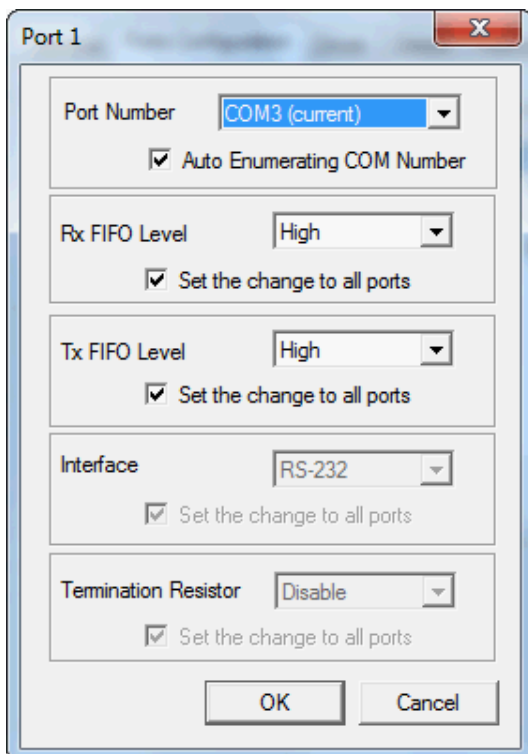 Port 1
Port Number COM3 (current)
Auto Enumerating COM Number
Rx FIFO Level High
Set the change to all ports
Tx FIFO Level High
Set the change to all ports
Interface RS-232
Set the change to all ports
Termination Resistor Disable
Set the change to all ports
OK Cancel